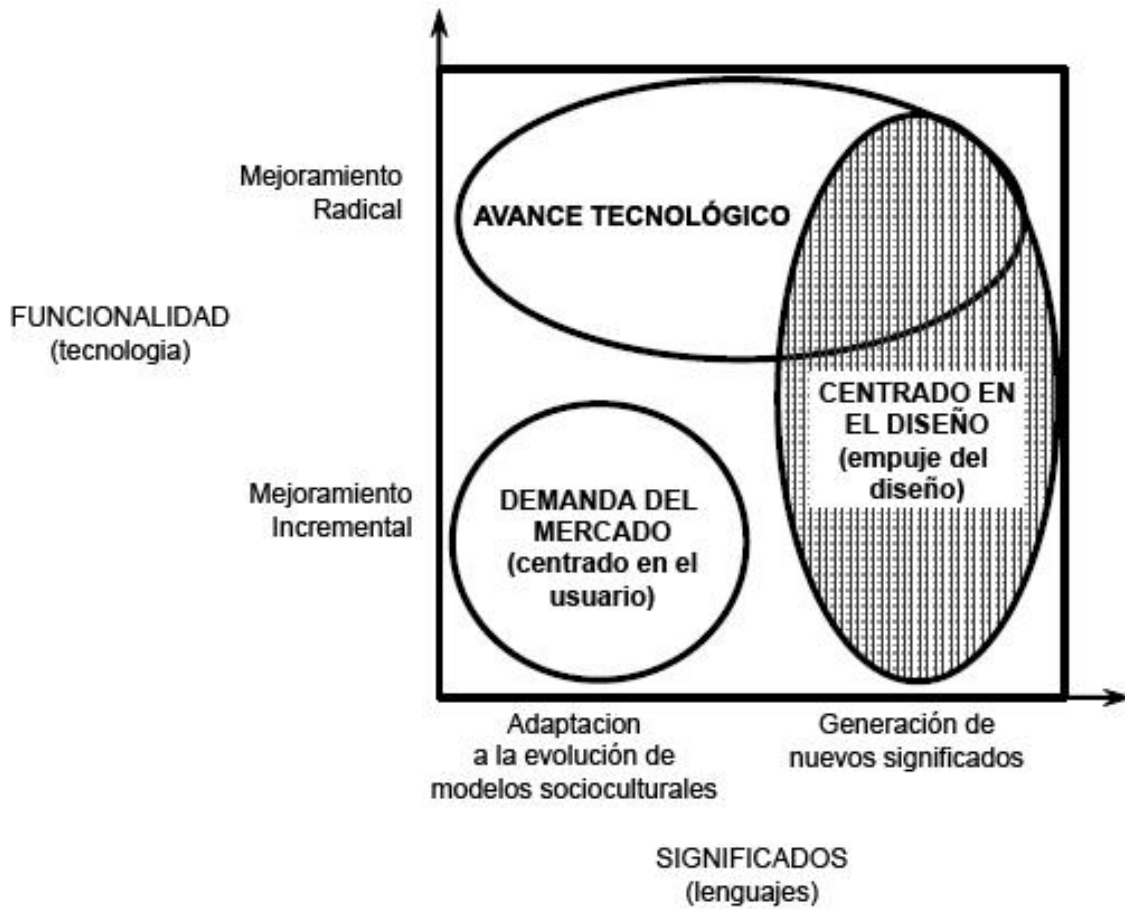 Mejoramiento
Radical
AVANCE TECNOLÓGICO
FUNCIONALIDAD
(tecnologia)
CENTRADO EN
EL DISEÑO
(empuje del
diseño)
Mejoramiento
Incremental
DEMANDA DEL
MERCADO
(centrado en el
usuario)
Adaptacion
a la evolución de
modelos socioculturales
Generación de
nuevos significados
SIGNIFICADOS
(lenguajes)